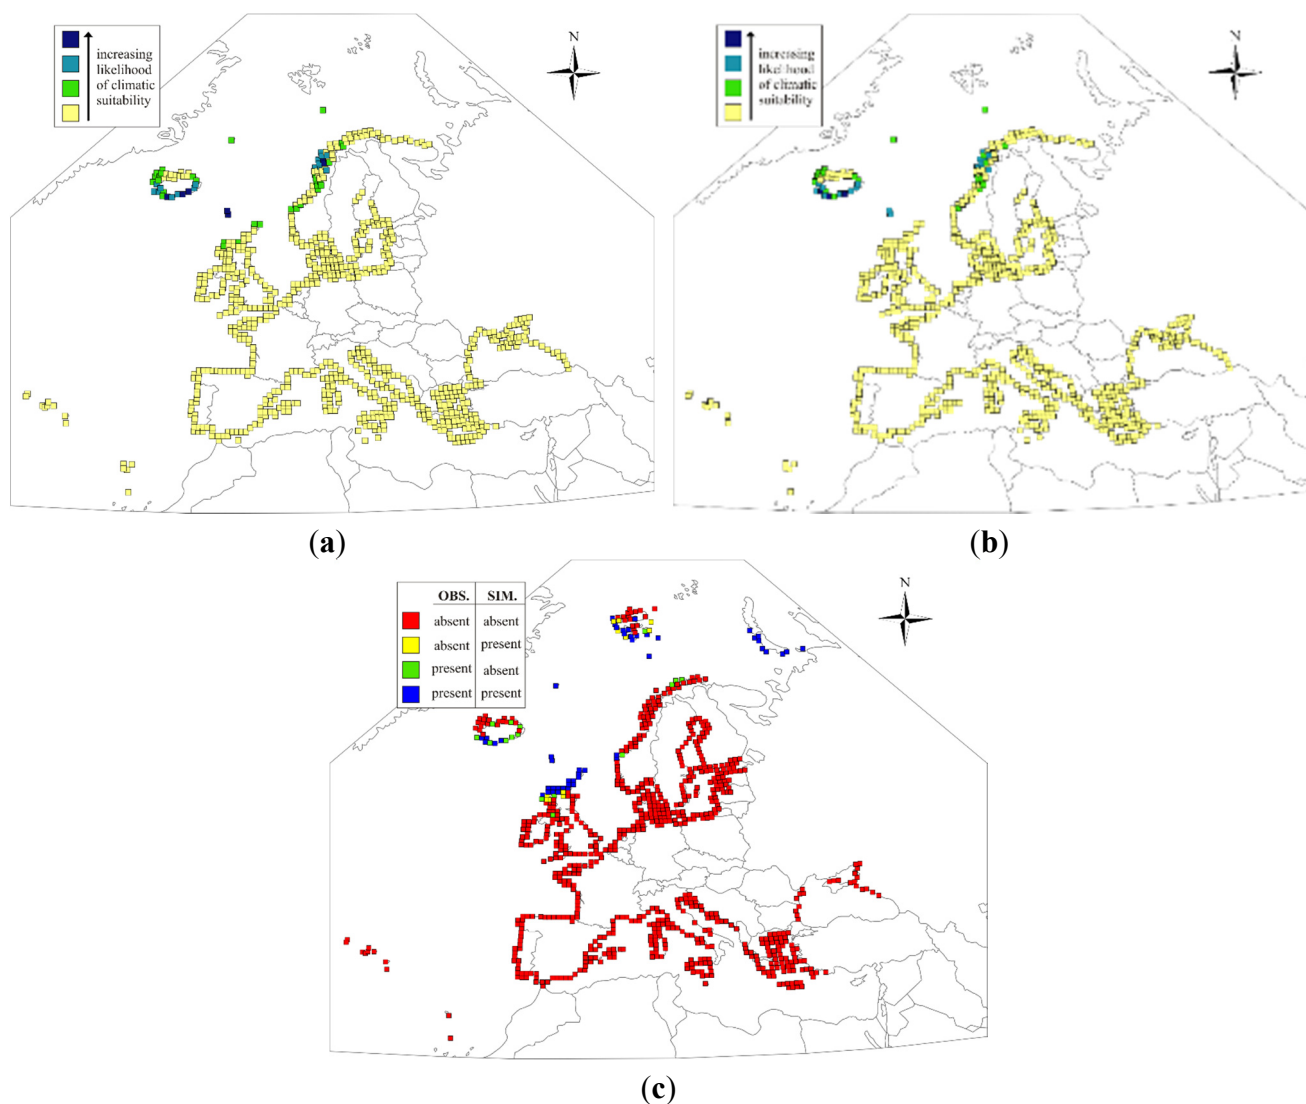 increasing
likelihood
of climatic
suitability
N
increasing
likelihood
of climatic
suitability
N
(a)
(b)
OBS. SIM.
absent absent
absent present
present absent
present present
N
(c)